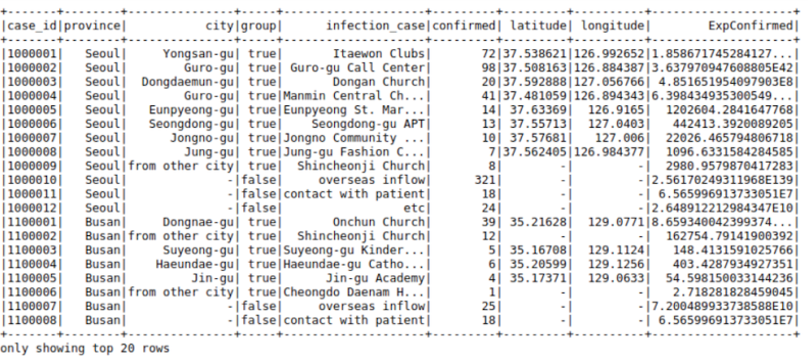 +-------+--------+---------------+-----+--------------------+---------+---------+----------+--------------------+
|case_id|province|           city|group|      infection_case|confirmed| latitude| longitude|        ExpConfirmed|
+-------+--------+---------------+-----+--------------------+---------+---------+----------+--------------------+
|1000001|   Seoul|     Yongsan-gu| true|       Itaewon Clubs|       72|37.538621|126.992652|1.858671745284127...|
|1000002|   Seoul|        Guro-gu| true| Guro-gu Call Center|       98|37.508163|126.884387|3.637970947608805E42|
|1000003|   Seoul|  Dongdaemun-gu| true|       Dongan Church|       20|37.592888|127.056766| 4.851651954097903E8|
|1000004|   Seoul|        Guro-gu| true|Manmin Central Ch...|       41|37.481059|126.894343|6.398434935300549...|
|1000005|   Seoul|   Eunpyeong-gu| true|Eunpyeong St. Mar...|       14| 37.63369|  126.9165|  1202604.2841647768|
|1000006|   Seoul|   Seongdong-gu| true|    Seongdong-gu APT|       13| 37.55713|  127.0403|   442413.3920089205|
|1000007|   Seoul|      Jongno-gu| true|Jongno Community ...|       10| 37.57681|   127.006|  22026.465794806718|
|1000008|   Seoul|        Jung-gu| true|Jung-gu Fashion C...|        7|37.562405|126.984377|  1096.6331584284585|
|1000009|   Seoul|from other city| true|  Shincheonji Church|        8|        -|         -|  2980.9579870417283|
|1000010|   Seoul|              -|false|     overseas inflow|      321|        -|         -|2.561702493119680E139|
|1000011|   Seoul|              -|false|contact with patient|       18|        -|         -| 6.565996913733051E7|
|1000012|   Seoul|              -|false|                 etc|       24|        -|         -|2.648912212984347E10|
|1100001|   Busan|     Dongnae-gu| true|       Onchun Church|       39| 35.21628|  129.0771|8.659340042399374...|
|1100002|   Busan|from other city| true|  Shincheonji Church|       12|        -|         -|  162754.79141900392|
|1100003|   Busan|     Suyeong-gu| true|Suyeong-gu Kinder...|        5| 35.16708|  129.1124|   148.4131591025766|
|1100004|   Busan|    Haeundae-gu| true|Haeundae-gu Catho...|        6| 35.20599|  129.1256|   403.4287934927351|
|1100005|   Busan|         Jin-gu| true|      Jin-gu Academy|        4| 35.17371|  129.0633|  54.598150033144236|
|1100006|   Busan|from other city| true|Cheongdo Daenam H...|        1|        -|         -|   2.718281828459045|
|1100007|   Busan|              -|false|     overseas inflow|       25|        -|         -|7.200489933738588E10|
|1100008|   Busan|              -|false|contact with patient|       18|        -|         -| 6.565996913733051E7|
+-------+--------+---------------+-----+--------------------+---------+---------+----------+--------------------+
only showing top 20 rows